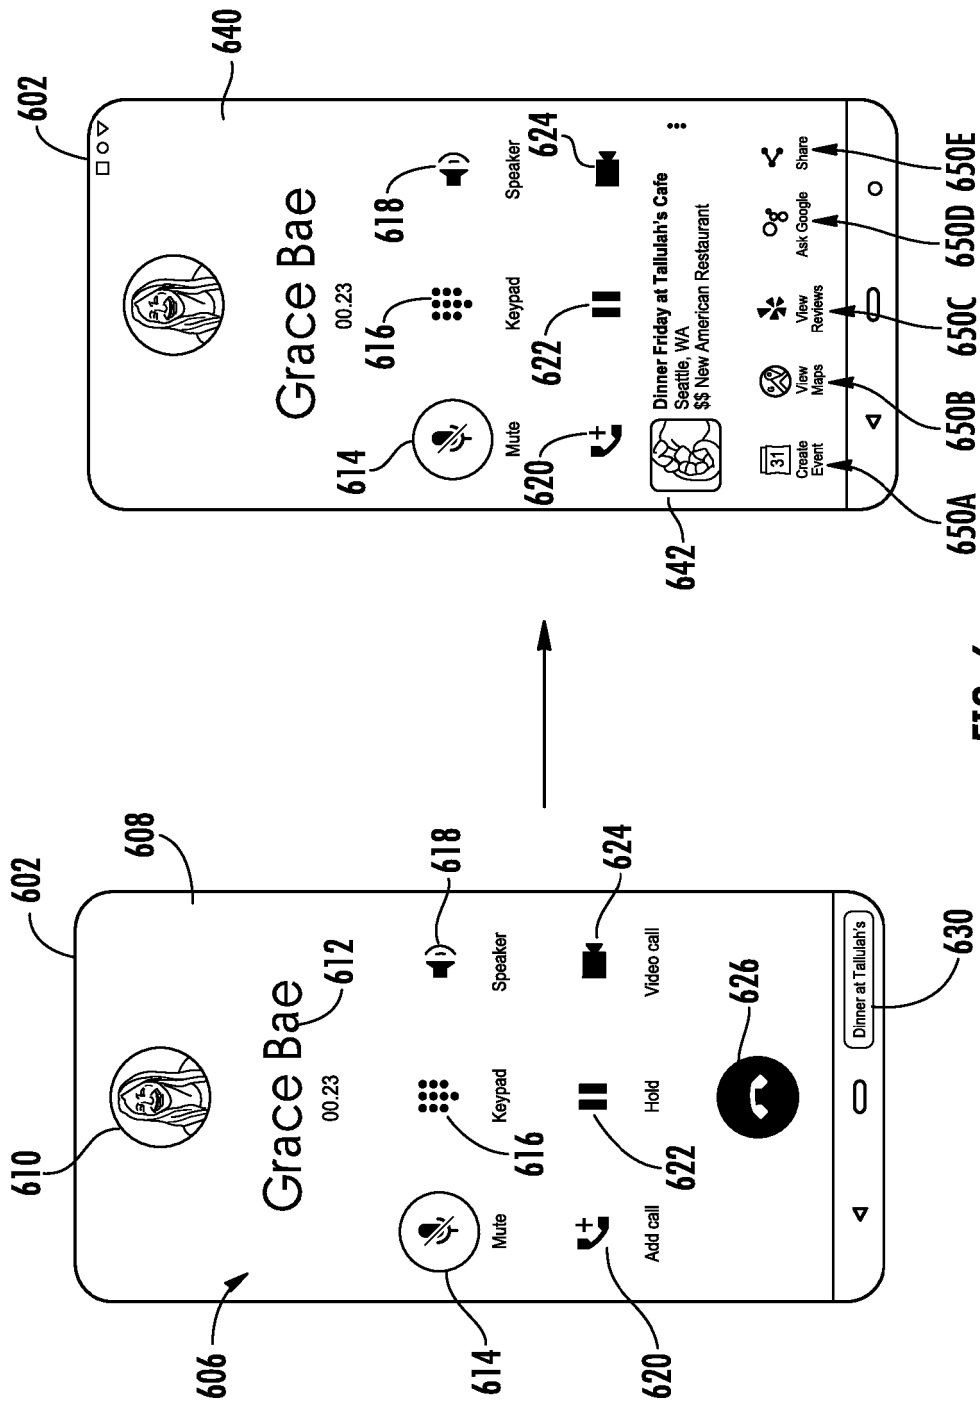 602
610
606
608
Grace Bae
612
00.23
614
616
618
Mute
Keypad
Speaker
620
622
624
Add call
Hold
Video call
626
Dinner at Tallulah's
630
602
640
Grace Bae
00.23
614
616
618
Mute
Keypad
Speaker
620
622
624
642
Dinner Friday at Tallulah's Cafe
Seattle, WA
$$ New American Restaurant
31
Create
Event
View
Maps
View
Reviews
Ask Google
Share
650A
650B
650C
650D
650E